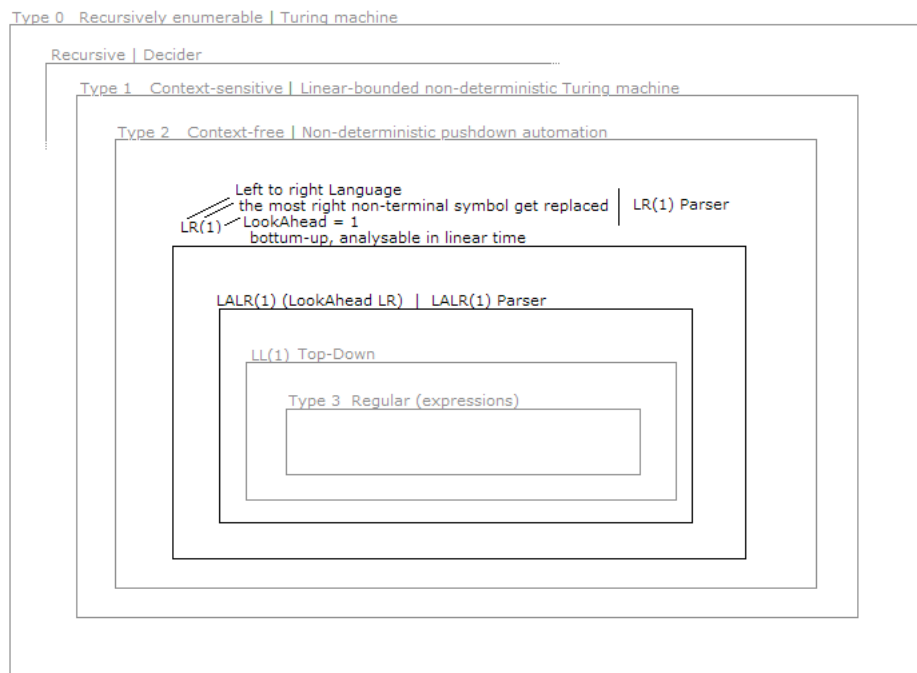 Type 0 Recursively enumerable | Turing machine
Recursive | Decider
Type 1 Context-sensitive | Linear-bounded non-deterministic Turing machine
Type 2 Context-free | Non-deterministic pushdown automation
Left to right Language
the most right non-terminal symbol get replaced | LR(1) Parser
LR(1) LookAhead = 1
bottum-up, analysable in linear time
LALR(1) (LookAhead LR) | LALR(1) Parser
LL(1) Top-Down
Type 3 Regular (expressions)